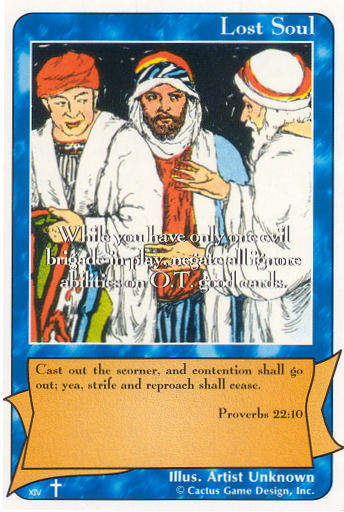 Lost Soul
While you have only one evil
brigade in play, negate all ignore
abilities on O.T. good cards.
Cast out the scorner, and contention shall go
out; yea, strife and reproach shall cease.
Proverbs 22:10
Illus. Artist Unknown
XIV
© Cactus Game Design, Inc.